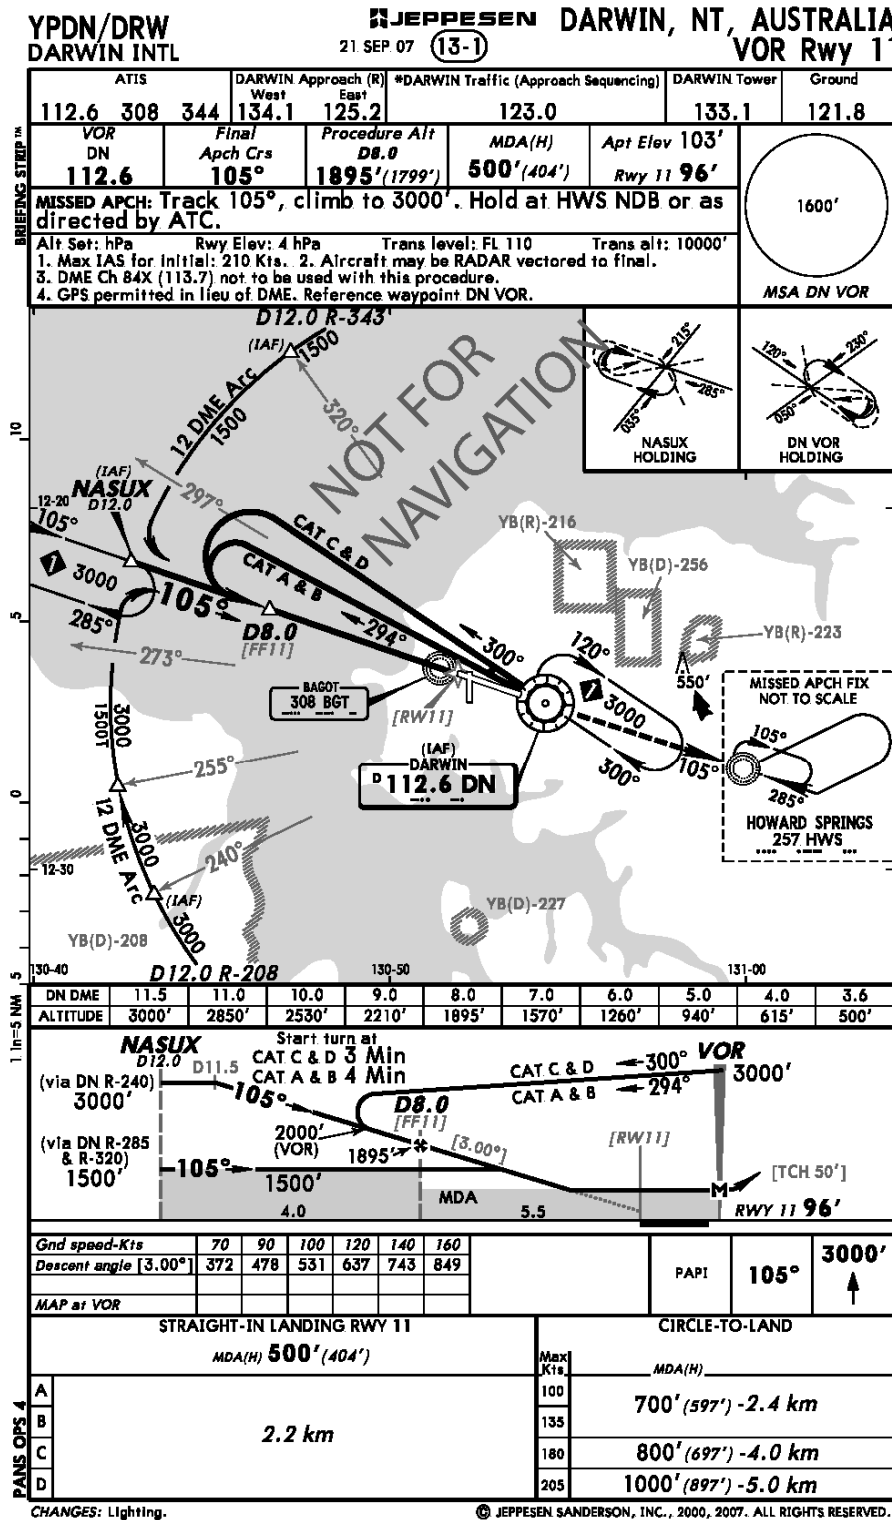 YPDN/DRW
DARWIN INTL
JEPPESEN
21 SEP 07 13-1
DARWIN, NT, AUSTRALIA
VOR Rwy 11
BRIEFING STRIP™
ATIS
112.6 308 344
DARWIN Approach (R)
West East
134.1 125.2
*DARWIN Traffic (Approach Sequencing)
123.0
DARWIN Tower
133.1
Ground
121.8
VOR
DN
112.6
Final
Apch Crs
105°
Procedure Alt
D8.0
1895'(1799')
MDA(H)
500'(404')
Apt Elev 103'
Rwy 11 96'
1600'
MSA DN VOR
MISSED APCH: Track 105°, climb to 3000'. Hold at HWS NDB or as
directed by ATC.
Alt Set: hPa Rwy Elev: 4 hPa Trans level: FL 110 Trans alt: 10000'
1. Max IAS for initial: 210 Kts. 2. Aircraft may be RADAR vectored to final.
3. DME Ch 84X (113.7) not to be used with this procedure.
4. GPS permitted in lieu of DME. Reference waypoint DN VOR.
D12.0 R-343
(IAF)
1500
12 DME Arc
1500
320°
NOT FOR
NAVIGATION
215°
285°
035°
NASUX
HOLDING
120°
230°
050°
DN VOR
HOLDING
10
(IAF)
NASUX
D12.0
297°
12-20
105°
3000
285°
105°
D8.0
[FF11]
CAT C & D
CAT A & B
294°
300°
YB(R)-216
YB(D)-256
YB(R)-223
550'
5
273°
BAGOT
308 BGT
[RW11]
120°
3000
300°
105°
(IAF)
DARWIN
D 112.6 DN
MISSED APCH FIX
NOT TO SCALE
105°
285°
HOWARD SPRINGS
257 HWS
3000
1500T
255°
0
12 DME Arc
3000
240°
12-30
(IAF)
3000
YB(D)-227
YB(D)-208
D12.0 R-208
130-40
130-50
131-00
5
1 in=5 NM
DN DME 11.5 11.0 10.0 9.0 8.0 7.0 6.0 5.0 4.0 3.6
ALTITUDE 3000' 2850' 2530' 2210' 1895' 1570' 1260' 940' 615' 500'
NASUX
D12.0
D11.5
Start turn at
CAT C & D 3 Min
CAT A & B 4 Min
CAT C & D 300°
CAT A & B 294°
VOR
3000'
(via DN R-240)
3000'
105°
D8.0
[FF11]
2000'
(VOR)
1895'
[3.00°]
[RW11]
(via DN R-285
& R-320)
1500'
105°
1500'
MDA
M
[TCH 50']
4.0
5.5
RWY 11 96'
Gnd speed-Kts 70 90 100 120 140 160
Descent angle [3.00°] 372 478 531 637 743 849
MAP at VOR
PAPI
105°
3000'
STRAIGHT-IN LANDING RWY 11
MDA(H) 500'(404')
CIRCLE-TO-LAND
Max
Kts
MDA(H)
PANS OPS 4
A
B
C
D
2.2 km
100
135
700'(597') -2.4 km
180
800'(697') -4.0 km
205
1000'(897') -5.0 km
CHANGES: Lighting.
© JEPPESEN SANDERSON, INC., 2000, 2007. ALL RIGHTS RESERVED.